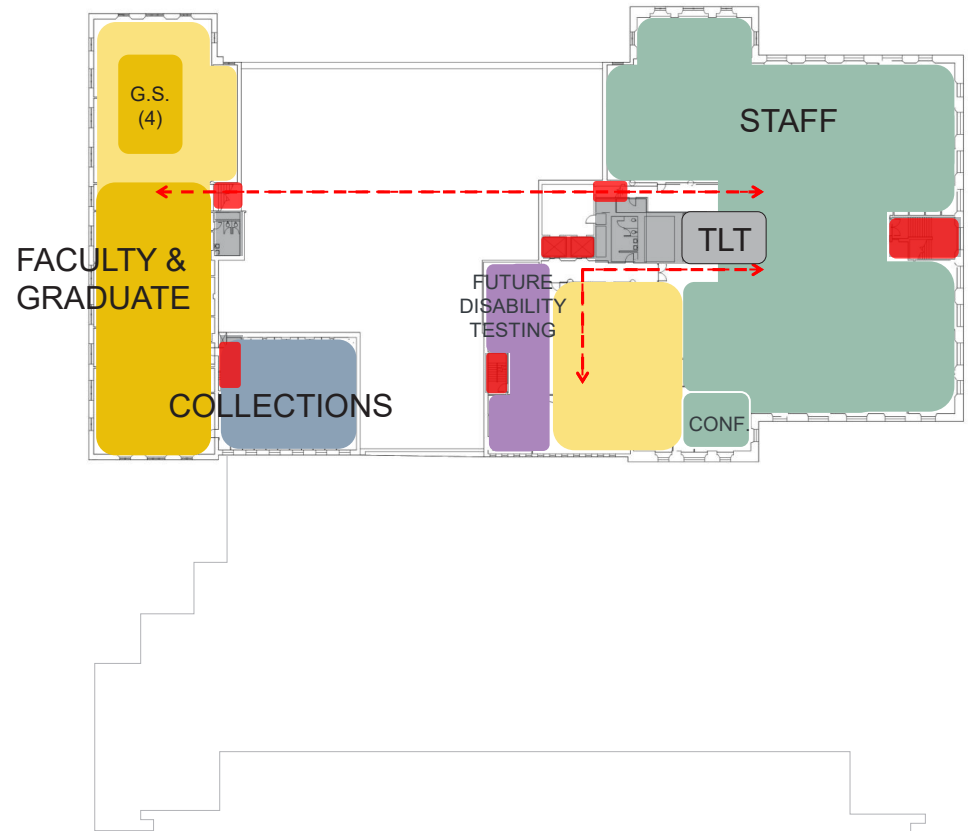 G.S.
(4)
STAFF
TLT
FACULTY &
GRADUATE
FUTURE
DISABILITY
TESTING
COLLECTIONS
CONF.